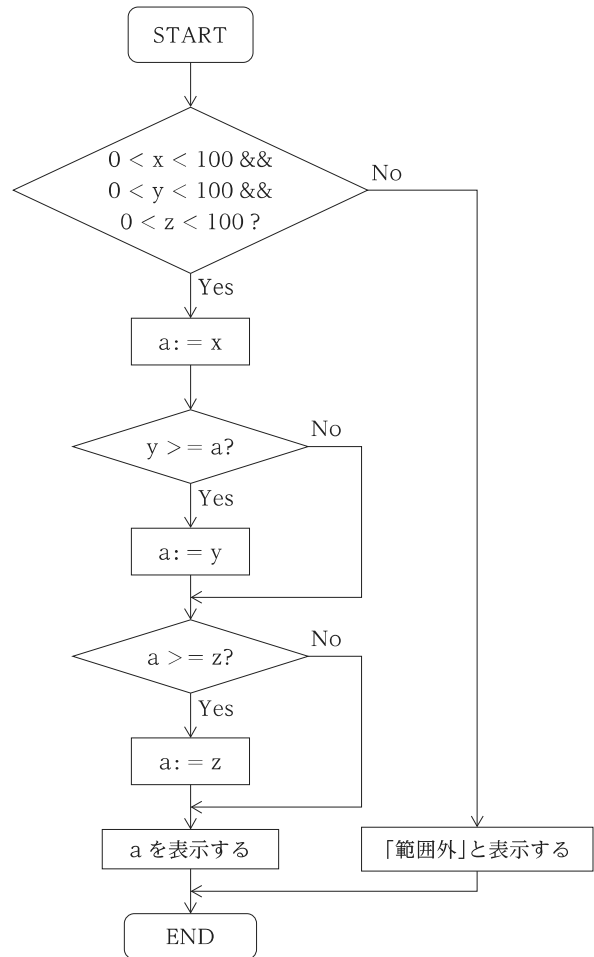 START
0 < x < 100 &&
0 < y < 100 &&
0 < z < 100 ?
No
Yes
a: = x
y > = a?
No
Yes
a: = y
a > = z?
No
Yes
a: = z
a を表示する
「範囲外」と表示する
END